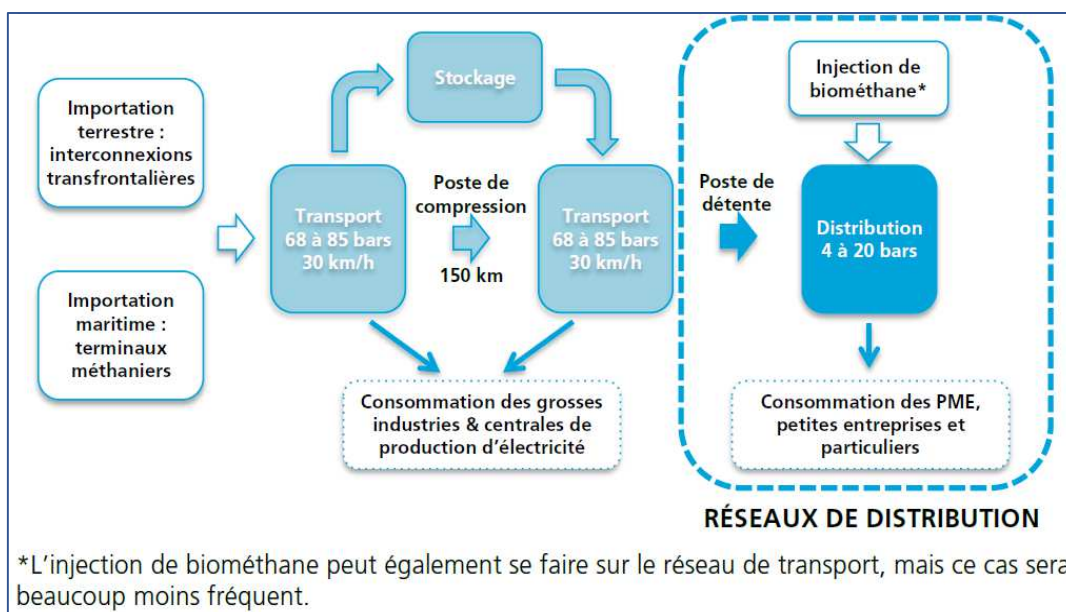 Importation
terrestre :
interconnexions
transfrontalières
Importation
maritime :
terminaux
méthaniers
Stockage
Transport
68 à 85 bars
30 km/h
Poste de
compression
150 km
Transport
68 à 85 bars
30 km/h
Consommation des grosses
industries & centrales de
production d’électricité
Poste de
détente
Injection de
biométhane*
Distribution
4 à 20 bars
Consommation des PME,
petites entreprises et
particuliers
RÉSEAUX DE DISTRIBUTION
*L’injection de biométhane peut également se faire sur le réseau de transport, mais ce cas sera
beaucoup moins fréquent.